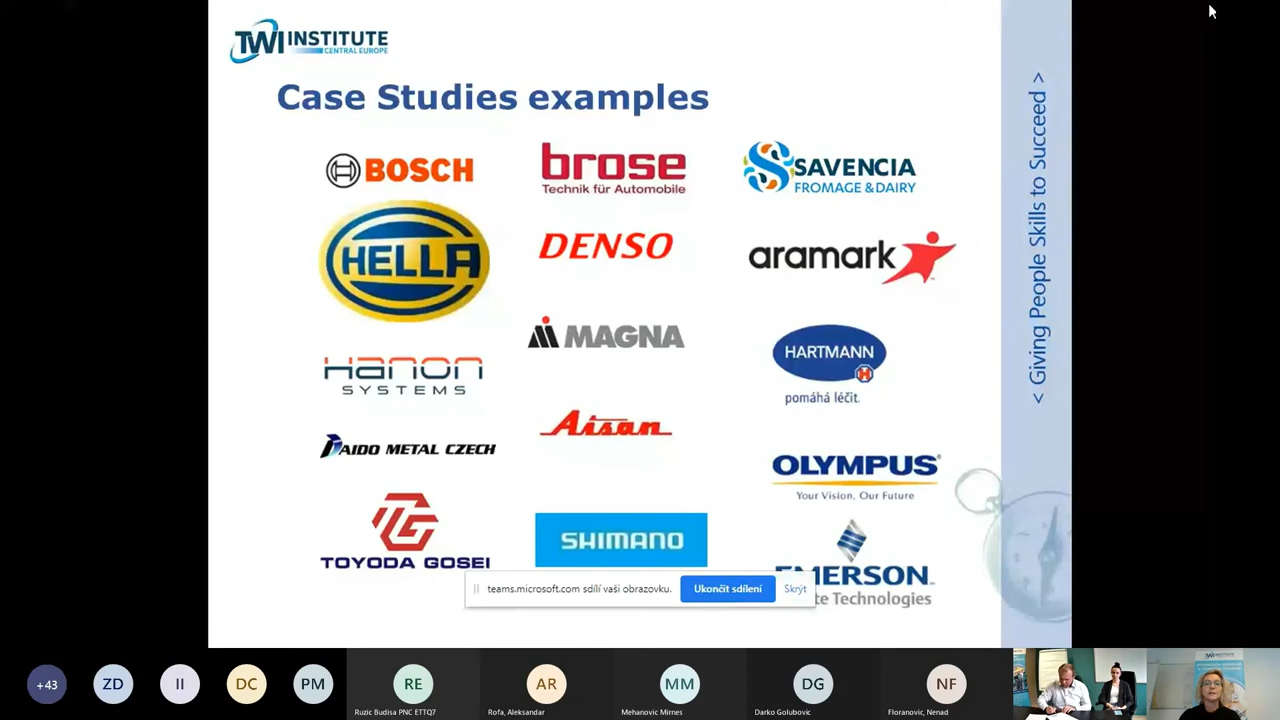 TWI INSTITUTE
CENTRAL EUROPE
Case Studies examples
BOSCH
brose
Technik für Automobile
SAVENCIA
FROMAGE & DAIRY
HELLA
DENSO
aramark
MAGNA
HARTMANN
pomáhá léčit.
HANON
SYSTEMS
Aisan
DAIDO METAL CZECH
OLYMPUS
Your Vision, Our Future
TOYODA GOSEI
SHIMANO
EMERSON
Technologies
< Giving People Skills to Succeed >
teams.microsoft.com sdílí vaši obrazovku.
Ukončit sdílení
Skrýt
+43
ZD
II
DC
PM
RE
AR
MM
DG
NF
Ruzic Budisa PNC ETTQ7
Rofa, Aleksandar
Mehanovic Mirnes
Darko Golubovic
Floranovic, Nenad
TWI INSTITUTE